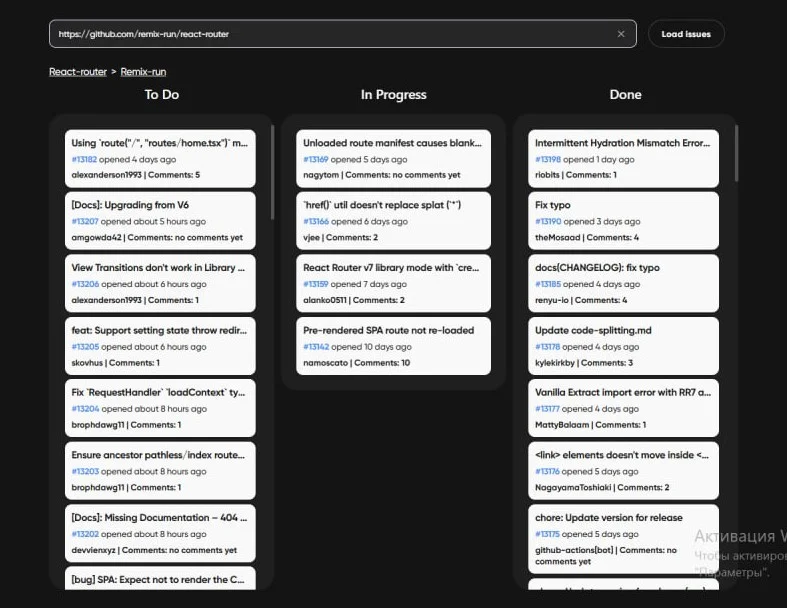 https://github.com/remix-run/react-router
Load issues
React-router > Remix-run
To Do
Using `route("/", "routes/home.tsx")` m...
#13182 opened 4 days ago
alexanderson1993 | Comments: 5
[Docs]: Upgrading from V6
#13207 opened about 5 hours ago
amgowda42 | Comments: no comments yet
View Transitions don't work in Library ...
#13206 opened about 6 hours ago
alexanderson1993 | Comments: 1
feat: Support setting state throw redir...
#13205 opened about 6 hours ago
skovhus | Comments: 1
Fix `RequestHandler` `loadContext` ty...
#13204 opened about 8 hours ago
brophdawg11 | Comments: 1
Ensure ancestor pathless/index route...
#13203 opened about 8 hours ago
brophdawg11 | Comments: 1
[Docs]: Missing Documentation – 404 ...
#13202 opened about 8 hours ago
devvienxyz | Comments: no comments yet
[bug] SPA: Expect not to render the C...
In Progress
Unloaded route manifest causes blank...
#13169 opened 5 days ago
nagytom | Comments: no comments yet
`href()` util doesn't replace splat (`*`)
#13166 opened 6 days ago
vjee | Comments: 2
React Router v7 library mode with `cre...
#13159 opened 7 days ago
alanko0511 | Comments: 2
Pre-rendered SPA route not re-loaded
#13142 opened 10 days ago
namoscato | Comments: 10
Done
Intermittent Hydration Mismatch Error...
#13198 opened 1 day ago
riobits | Comments: 1
Fix typo
#13190 opened 3 days ago
theMosaad | Comments: 4
docs(CHANGELOG): fix typo
#13185 opened 4 days ago
renyu-io | Comments: 4
Update code-splitting.md
#13178 opened 4 days ago
kylekirkby | Comments: 3
Vanilla Extract import error with RR7 a...
#13177 opened 4 days ago
MattyBalaam | Comments: 1
<link> elements doesn't move inside <...
#13176 opened 5 days ago
NagayamaToshiaki | Comments: 2
chore: Update version for release
#13175 opened 5 days ago
github-actions[bot] | Comments: no
comments yet
Активация W
Чтобы активиров
"Параметры".